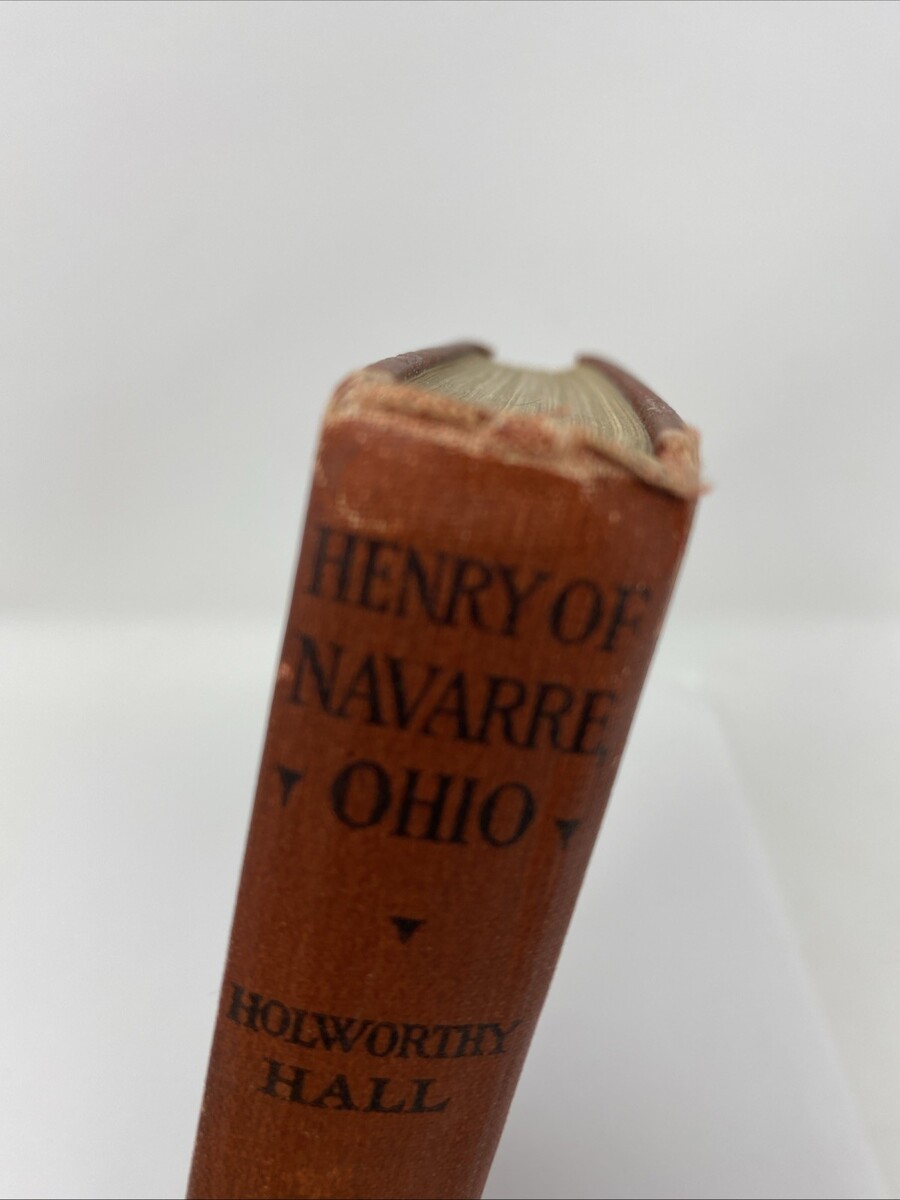 HENRY OF
NAVARRE,
OHIO
HOLWORTHY
HALL